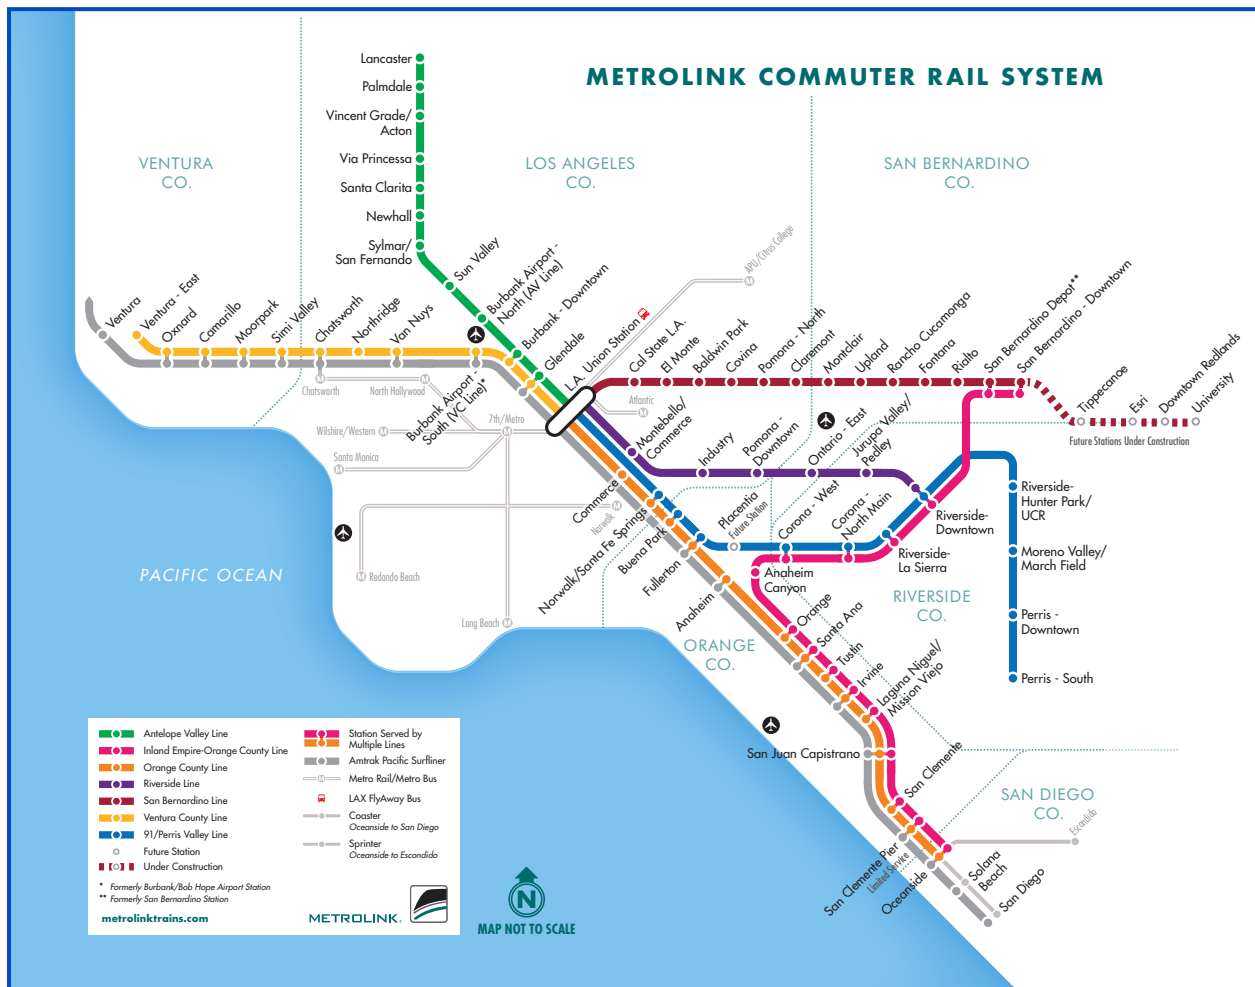 METROLINK COMMUTER RAIL SYSTEM
VENTURA
CO.
LOS ANGELES
CO.
SAN BERNARDINO
CO.
Lancaster
Palmdale
Vincent Grade/
Acton
Via Princessa
Santa Clarita
Newhall
Sylmar/
San Fernando
Sun Valley
Burbank Airport -
North (AV Line)
Burbank - Downtown
Glendale
L.A. Union Station
APU/Citrus College
Ventura
Ventura - East
Oxnard
Camarillo
Moorpark
Simi Valley
Chatsworth
Northridge
Van Nuys
Burbank Airport -
South (VC Line)*
Cal State L.A.
El Monte
Baldwin Park
Covina
Pomona - North
Claremont
Montclair
Upland
Rancho Cucamonga
Fontana
Rialto
San Bernardino Depot**
San Bernardino - Downtown
Tippecanoe
Esri
Downtown Redlands
University
Future Stations Under Construction
M
Chatsworth
M
North Hollywood
M
Atlantic
M
Wilshire/Western
M
7th/Metro
M
Santa Monica
M
Norwalk
M
Redondo Beach
M
Long Beach
M
Montebello/
Commerce
Industry
Pomona -
Downtown
Ontario - East
Jurupa Valley/
Pedley
Riverside-
Downtown
Commerce
Norwalk/Santa Fe Springs
Buena Park
Fullerton
Placentia
Future Station
Corona - West
Corona -
North Main
Riverside-
La Sierra
Riverside-
Hunter Park/
UCR
Moreno Valley/
March Field
Perris -
Downtown
Perris - South
RIVERSIDE
CO.
Anaheim
Canyon
Anaheim
Orange
Santa Ana
Tustin
Irvine
Laguna Niguel/
Mission Viejo
ORANGE
CO.
San Juan Capistrano
San Clemente
San Clemente Pier
Limited Service
Oceanside
Solana
Beach
San Diego
SAN DIEGO
CO.
Escondido
PACIFIC OCEAN
Antelope Valley Line
Inland Empire-Orange County Line
Orange County Line
Riverside Line
San Bernardino Line
Ventura County Line
91/Perris Valley Line
Future Station
Under Construction
* Formerly Burbank/Bob Hope Airport Station
** Formerly San Bernardino Station
metrolinktrains.com
Station Served by
Multiple Lines
Amtrak Pacific Surfliner
M
Metro Rail/Metro Bus
LAX FlyAway Bus
Coaster
Oceanside to San Diego
Sprinter
Oceanside to Escondido
METROLINK®
N
MAP NOT TO SCALE